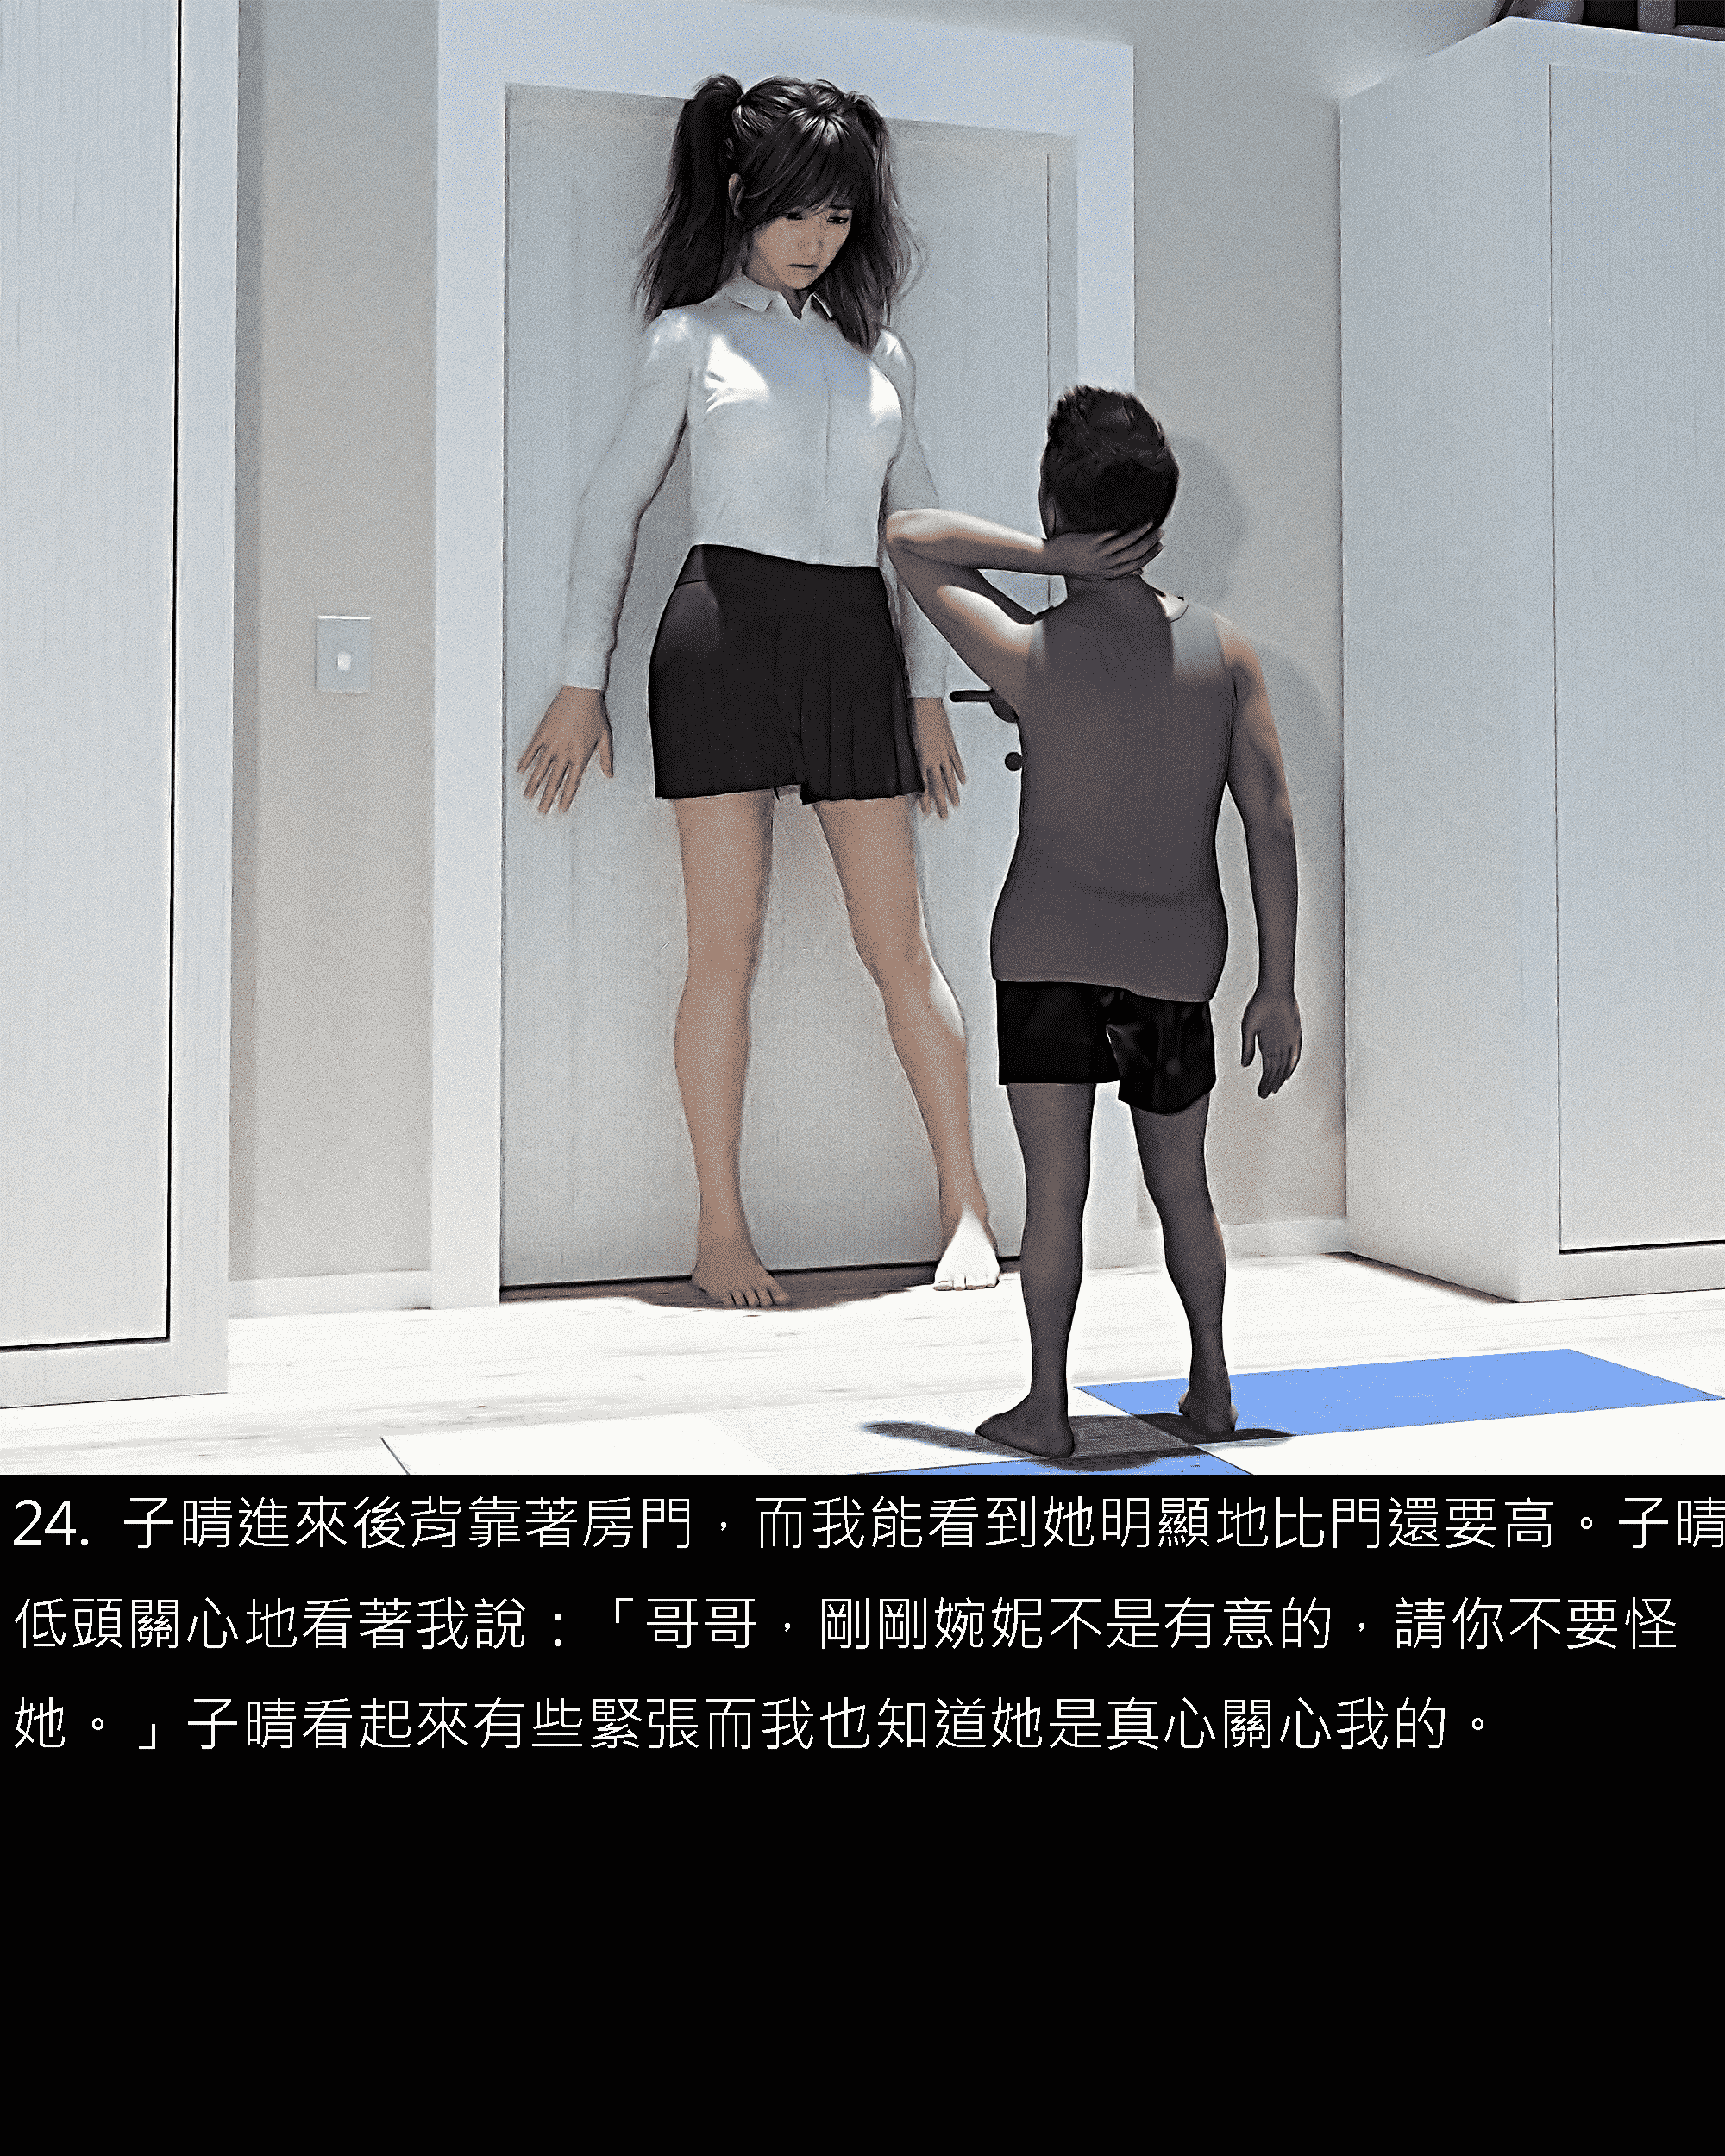 24. 子晴進來後背靠著房門，而我能看到她明顯地比門還要高。子晴
低頭關心地看著我說：「哥哥，剛剛婉妮不是有意的，請你不要怪
她。」子晴看起來有些緊張而我也知道她是真心關心我的。